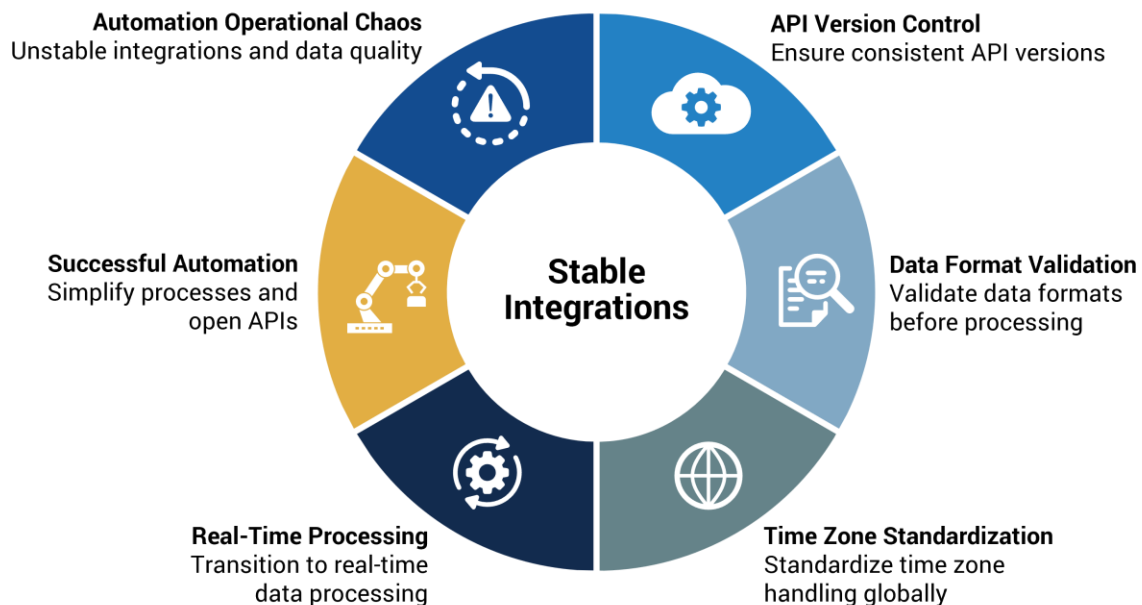 Automation Operational Chaos
Unstable integrations and data quality
API Version Control
Ensure consistent API versions
Successful Automation
Simplify processes and
open APIs
Stable
Integrations
Data Format Validation
Validate data formats
before processing
Real-Time Processing
Transition to real-time
data processing
Time Zone Standardization
Standardize time zone
handling globally